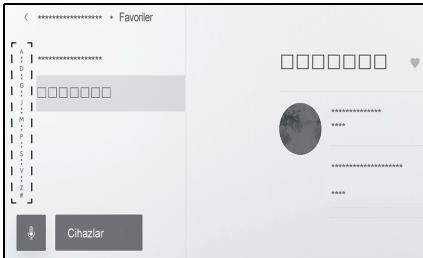 < ****************** • Favoriler
A
D
G
J
M
P
S
V
Z
#
******************
□□□□□□□
□□□□□□□
**************
****
********************
****
Cihazlar